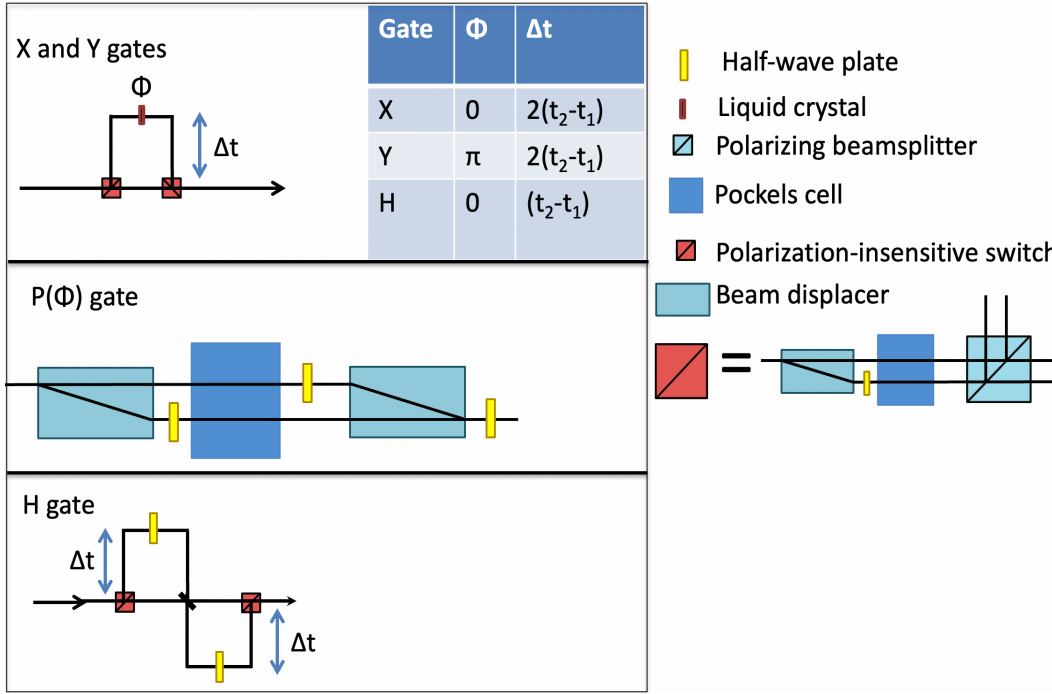 X and Y gates
Φ
Δt
Gate Φ Δt
X 0 2(t₂-t₁)
Y π 2(t₂-t₁)
H 0 (t₂-t₁)
P(Φ) gate
H gate
Δt
Δt
Half-wave plate
Liquid crystal
Polarizing beamsplitter
Pockels cell
Polarization-insensitive switch
Beam displacer
=